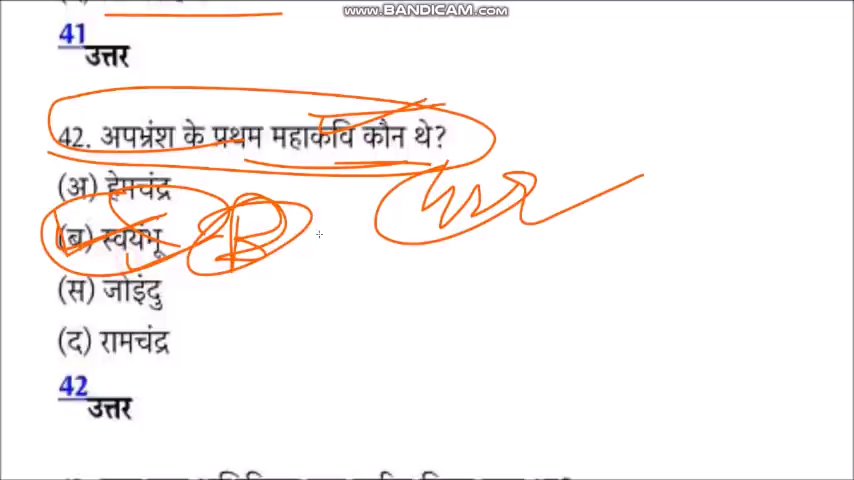 www.BANDICAM.com
41
उत्तर
42. अपभ्रंश के प्रथम महाकवि कौन थे?
(अ) हेमचंद्र
(ब) स्वयंभू
B
(स) जोइंदु
(द) रामचंद्र
42
उत्तर